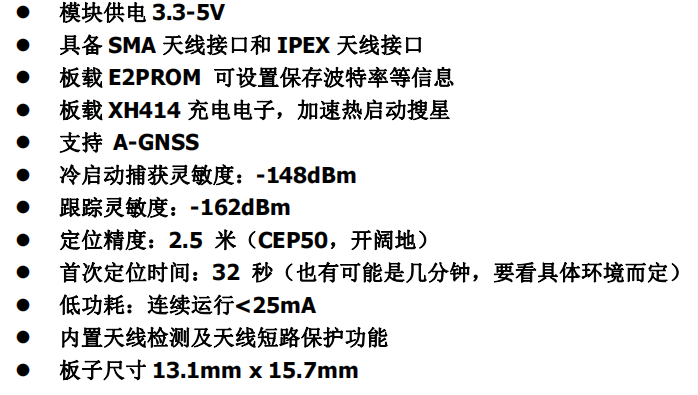 ● 模块供电 3.3-5V
● 具备 SMA 天线接口和 IPEX 天线接口
● 板载 E2PROM 可设置保存波特率等信息
● 板载 XH414 充电电子，加速热启动搜星
● 支持 A-GNSS
● 冷启动捕获灵敏度：-148dBm
● 跟踪灵敏度：-162dBm
● 定位精度：2.5 米（CEP50，开阔地）
● 首次定位时间：32 秒（也有可能是几分钟，要看具体环境而定）
● 低功耗：连续运行<25mA
● 内置天线检测及天线短路保护功能
● 板子尺寸 13.1mm x 15.7mm